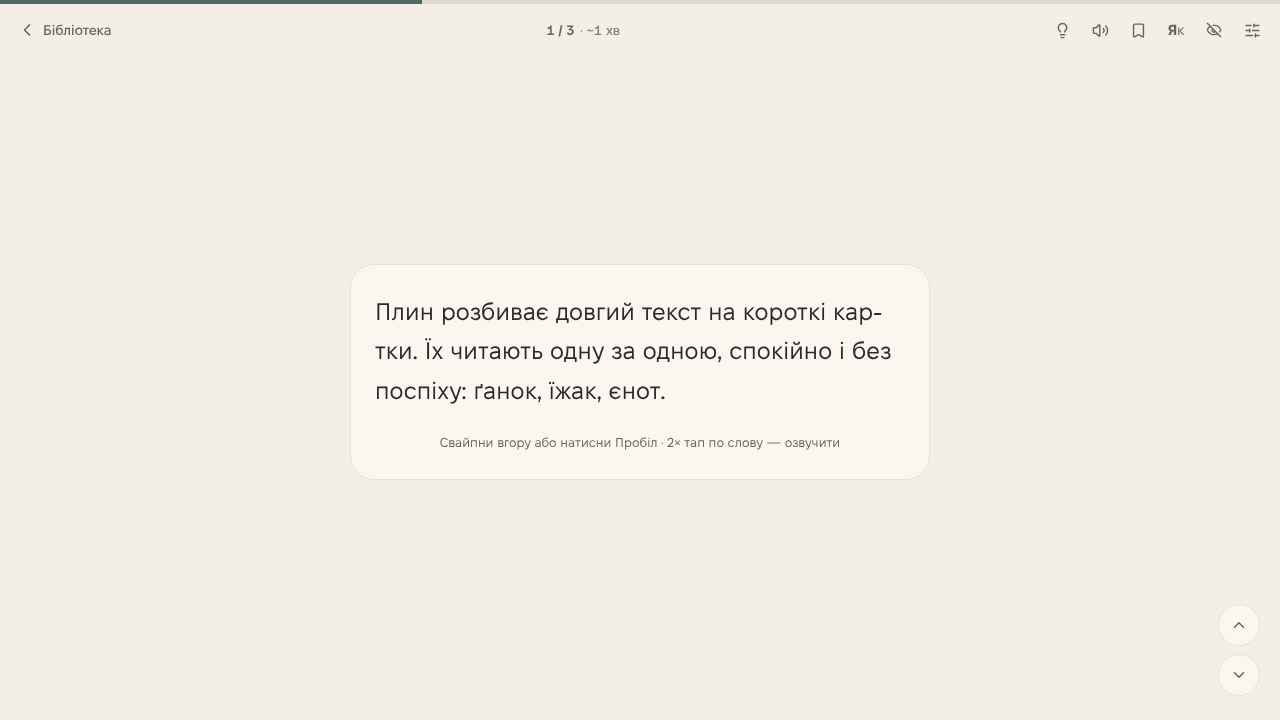 Бібліотека
1 / 3 · ~1 хв
Як
Плин розбиває довгий текст на короткі кар-
тки. Їх читають одну за одною, спокійно і без
поспіху: ґанок, їжак, єнот.
Свайпни вгору або натисни Пробіл · 2× тап по слову — озвучити